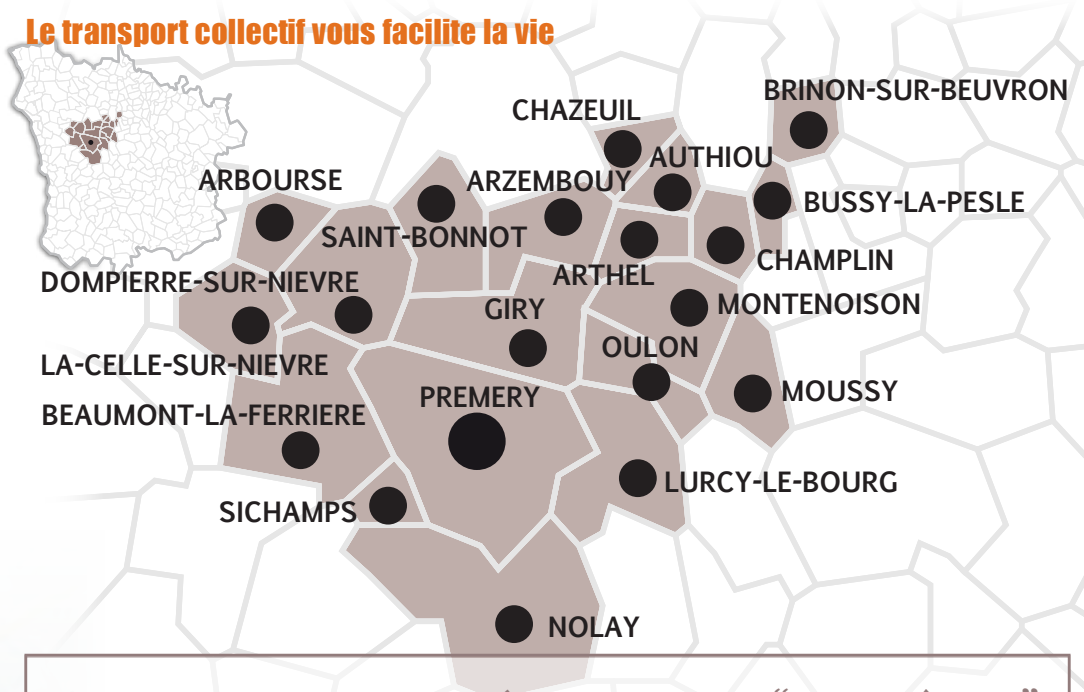 Le transport collectif vous facilite la vie
BRINON-SUR-BEUVRON
CHAZEUIL
AUTHIOU
ARBOURSE
ARZEMBOUY
BUSSY-LA-PESLE
SAINT-BONNOT
CHAMPLIN
ARTHEL
DOMPIERRE-SUR-NIEVRE
GIRY
MONTENOISON
OULON
LA-CELLE-SUR-NIEVRE
MOUSSY
PREMERY
BEAUMONT-LA-FERRIERE
LURCY-LE-BOURG
SICHAMPS
NOLAY